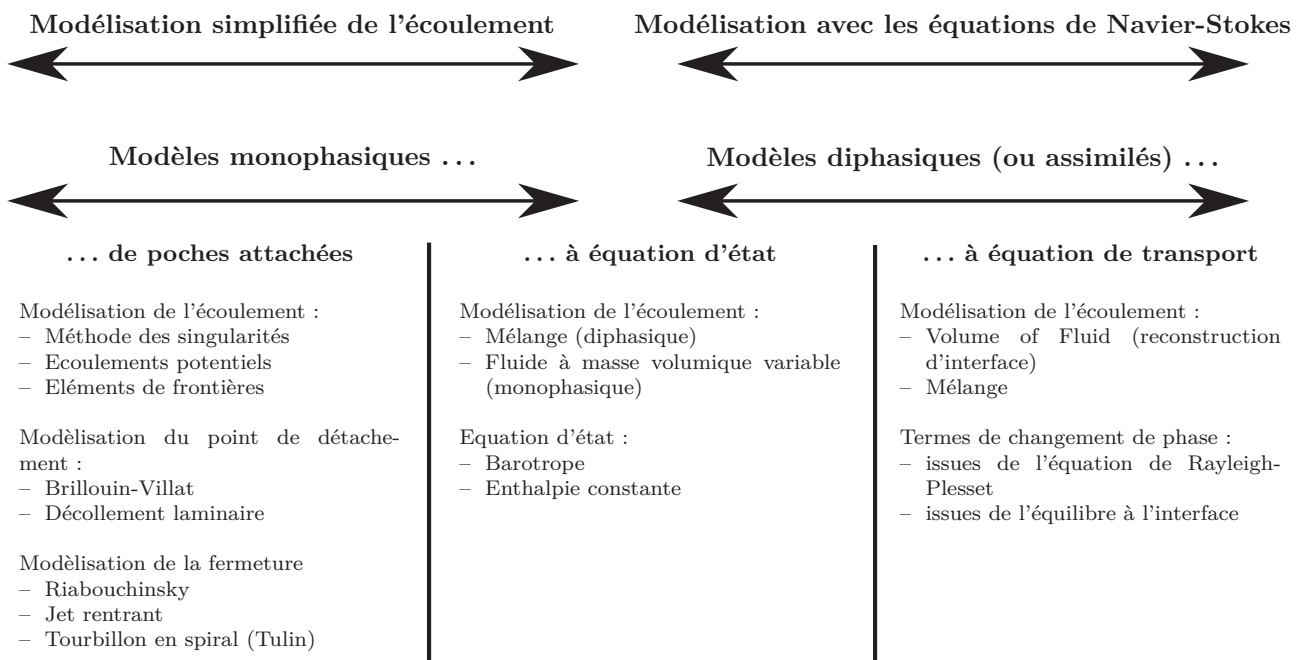 Modélisation simplifiée de l'écoulement
Modélisation avec les équations de Navier-Stokes
Modèles monophasiques ...
Modèles diphasiques (ou assimilés) ...
... de poches attachées
Modélisation de l'écoulement :
– Méthode des singularités
– Ecoulements potentiels
– Eléments de frontières
Modèlisation du point de détache-
ment :
– Brillouin-Villat
– Décollement laminaire
Modèlisation de la fermeture
– Riabouchinsky
– Jet rentrant
– Tourbillon en spiral (Tulin)
... à équation d'état
Modélisation de l'écoulement :
– Mélange (diphasique)
– Fluide à masse volumique variable
(monophasique)
Equation d'état :
– Barotrope
– Enthalpie constante
... à équation de transport
Modélisation de l'écoulement :
– Volume of Fluid (reconstruction
d'interface)
– Mélange
Termes de changement de phase :
– issues de l'équation de Rayleigh-
Plesset
– issues de l'équilibre à l'interface